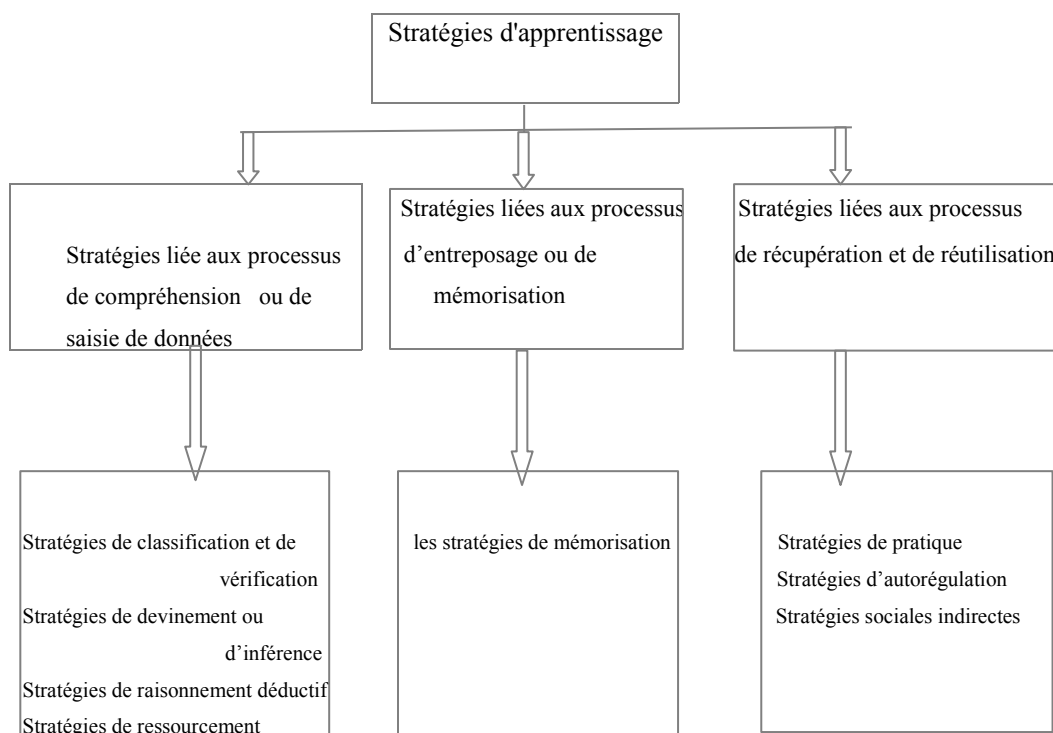 Stratégies d'apprentissage
Stratégies liée aux processus
de compréhension ou de
saisie de données
Stratégies liées aux processus
d’entreposage ou de
mémorisation
Stratégies liées aux processus
de récupération et de réutilisation
Stratégies de classification et de
vérification
Stratégies de devinement ou
d’inférence
Stratégies de raisonnement déductif
Stratégies de ressourcement
les stratégies de mémorisation
Stratégies de pratique
Stratégies d’autorégulation
Stratégies sociales indirectes